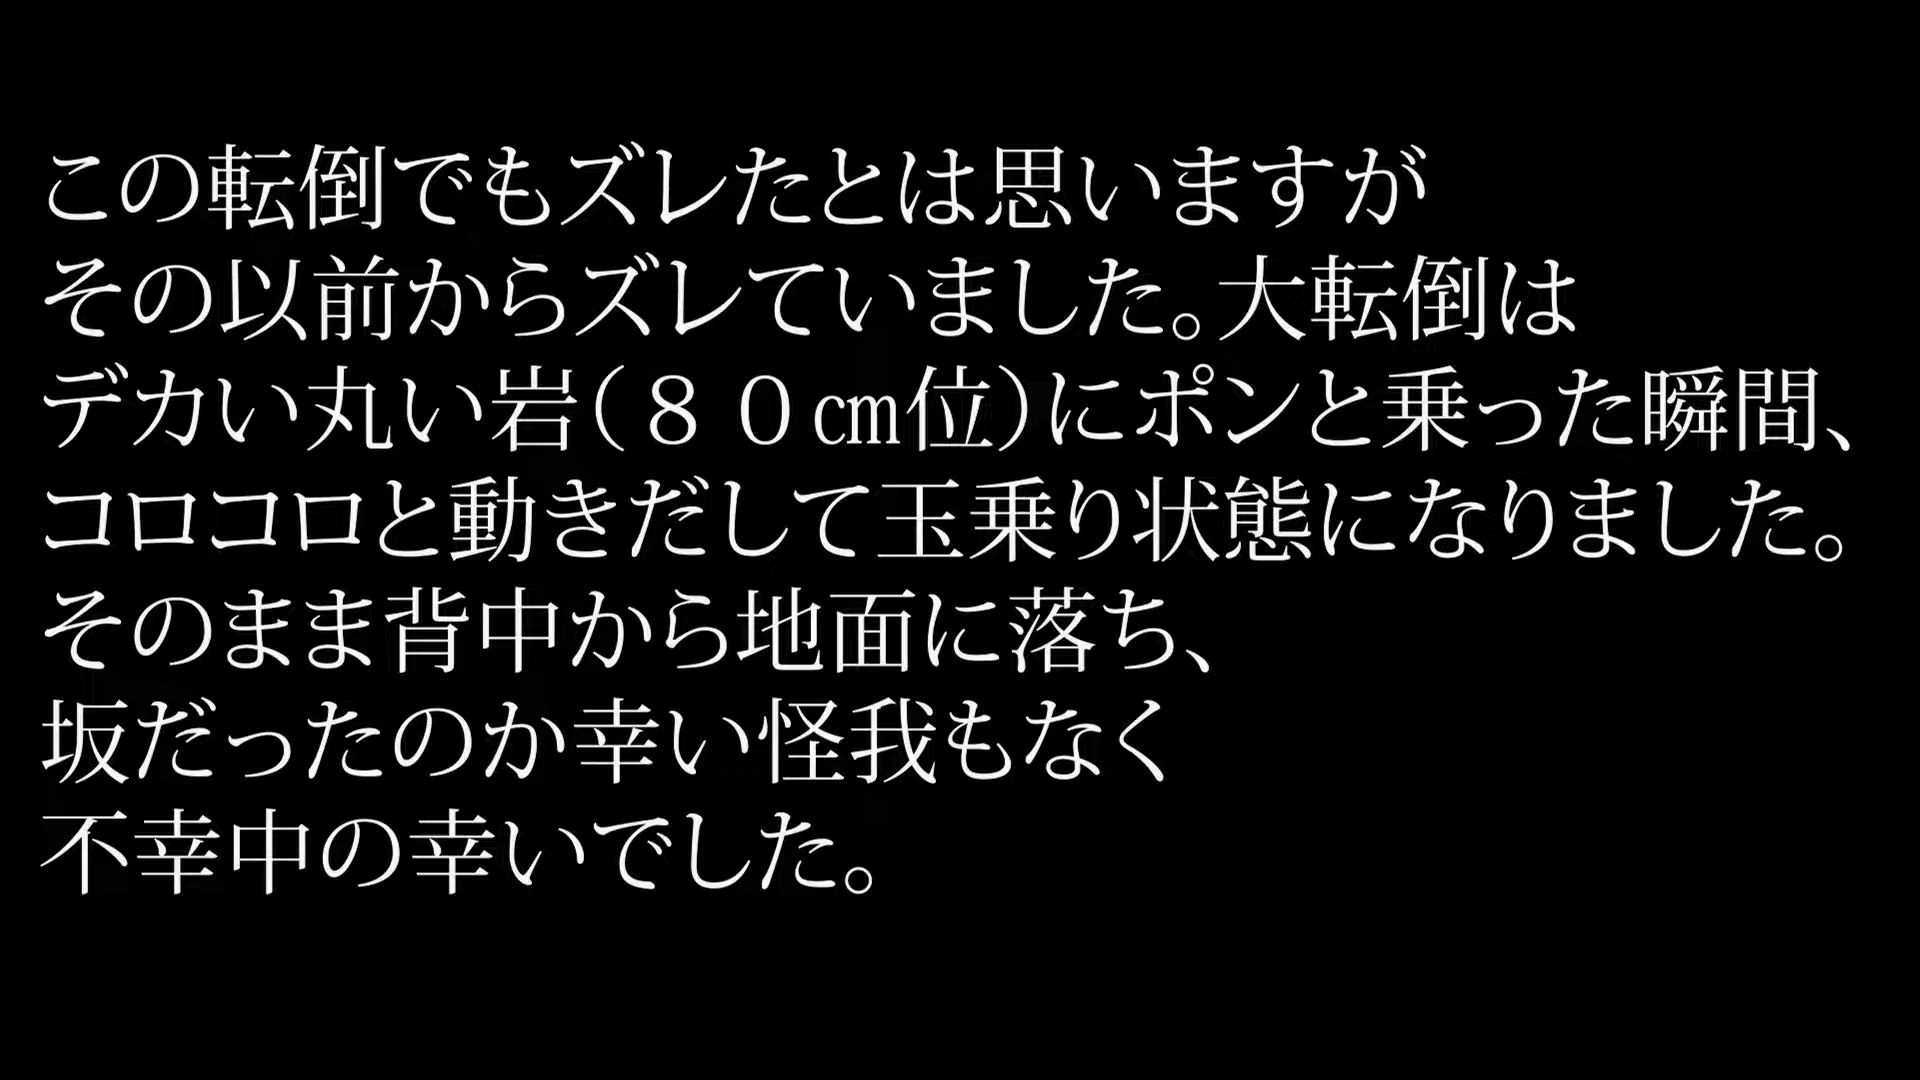 この転倒でもズレたとは思いますが
その以前からズレていました。大転倒は
デカい丸い岩（８０㎝位）にポンと乗った瞬間、
コロコロと動きだして玉乗り状態になりました。
そのまま背中から地面に落ち、
坂だったのか幸い怪我もなく
不幸中の幸いでした。